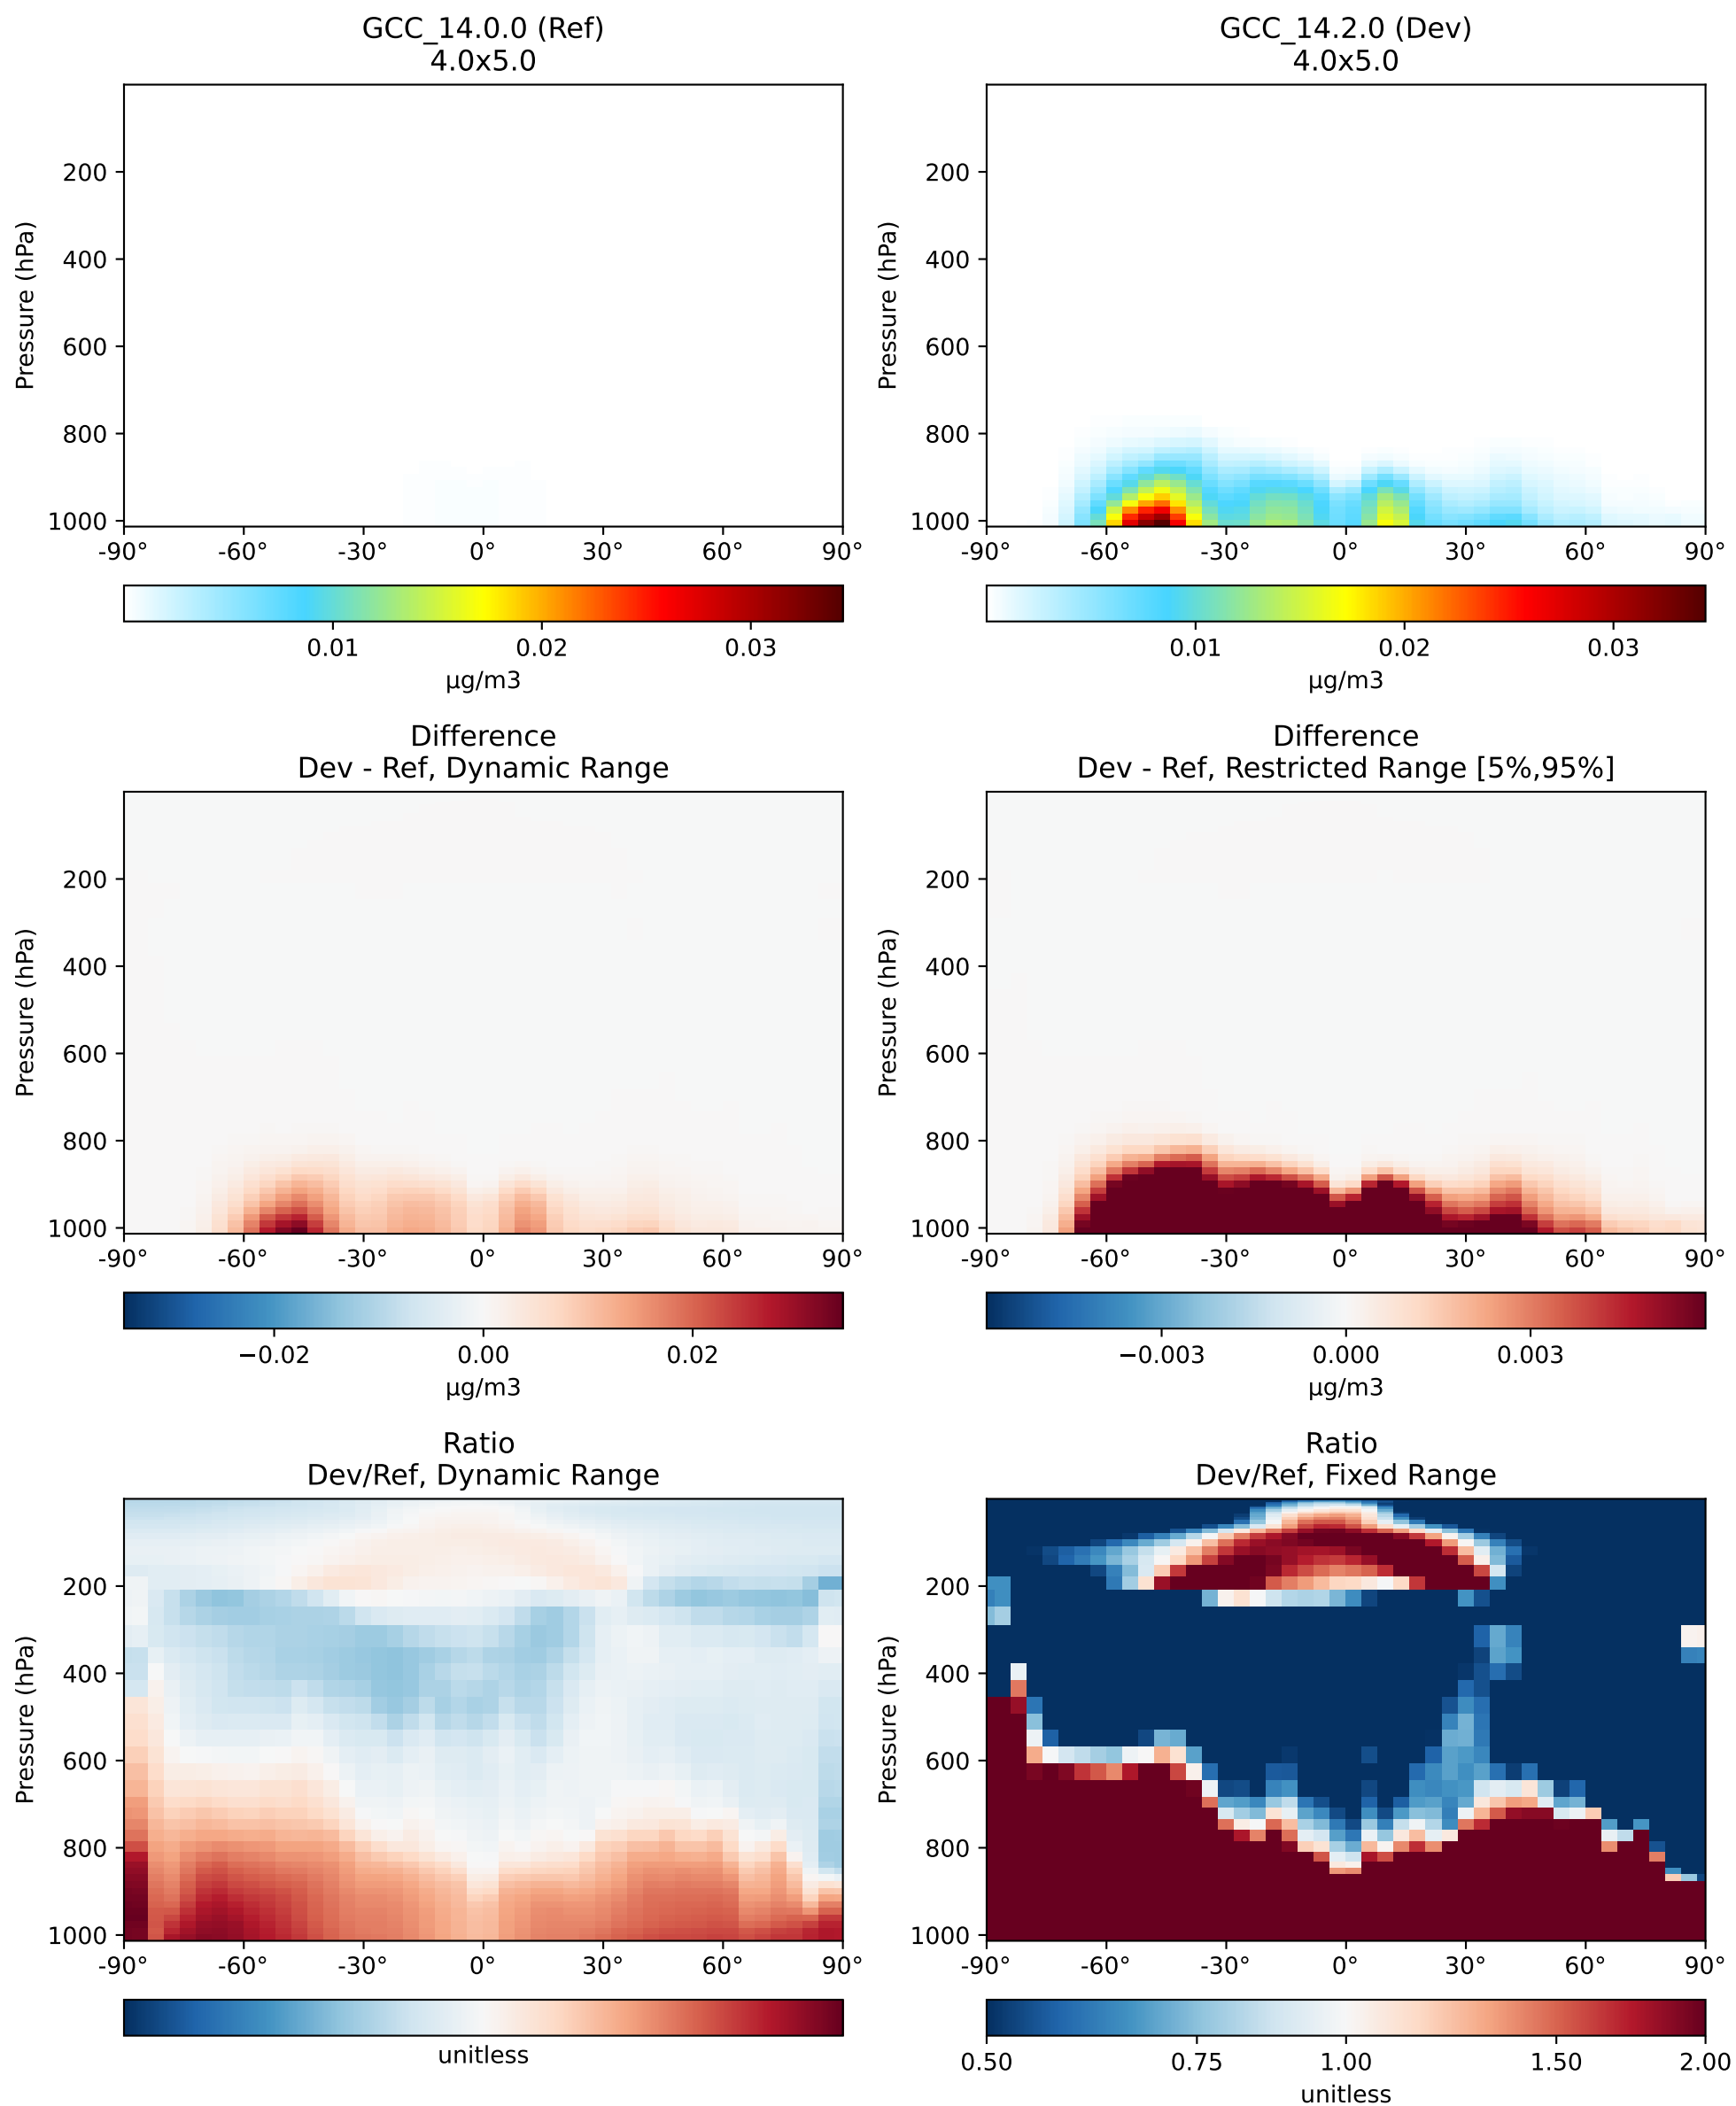 GCC_14.0.0 (Ref)
4.0x5.0
Pressure (hPa)
200
400
600
800
1000
-90° -60° -30° 0° 30° 60° 90°
0.01 0.02 0.03
µg/m3
GCC_14.2.0 (Dev)
4.0x5.0
Pressure (hPa)
200
400
600
800
1000
-90° -60° -30° 0° 30° 60° 90°
0.01 0.02 0.03
µg/m3
Difference
Dev - Ref, Dynamic Range
Pressure (hPa)
200
400
600
800
1000
-90° -60° -30° 0° 30° 60° 90°
−0.02 0.00 0.02
µg/m3
Difference
Dev - Ref, Restricted Range [5%,95%]
Pressure (hPa)
200
400
600
800
1000
-90° -60° -30° 0° 30° 60° 90°
−0.003 0.000 0.003
µg/m3
Ratio
Dev/Ref, Dynamic Range
Pressure (hPa)
200
400
600
800
1000
-90° -60° -30° 0° 30° 60° 90°
unitless
Ratio
Dev/Ref, Fixed Range
Pressure (hPa)
200
400
600
800
1000
-90° -60° -30° 0° 30° 60° 90°
0.50 0.75 1.00 1.50 2.00
unitless